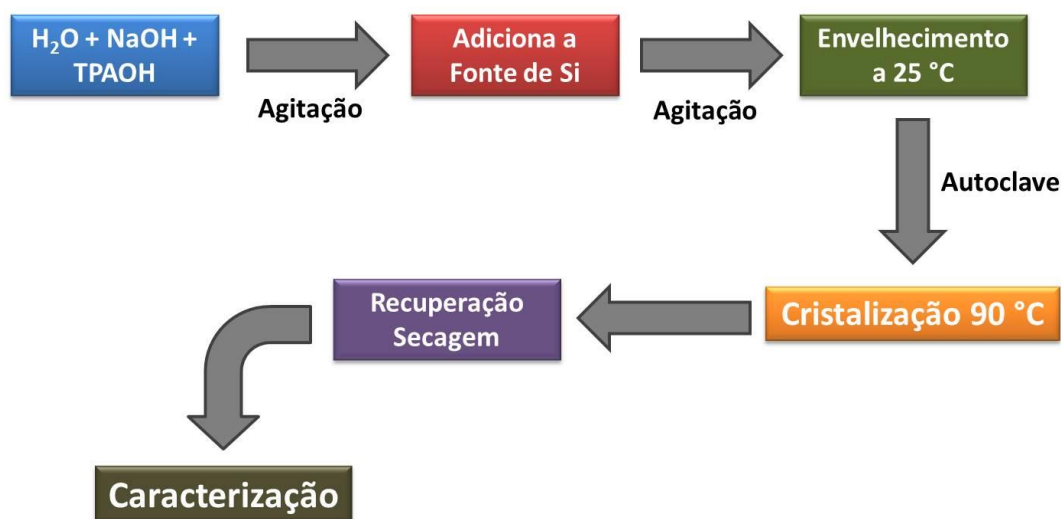 H₂O + NaOH +
TPAOH
Agitação
Adiciona a
Fonte de Si
Agitação
Envelhecimento
a 25 °C
Autoclave
Cristalização 90 °C
Recuperação
Secagem
Caracterização